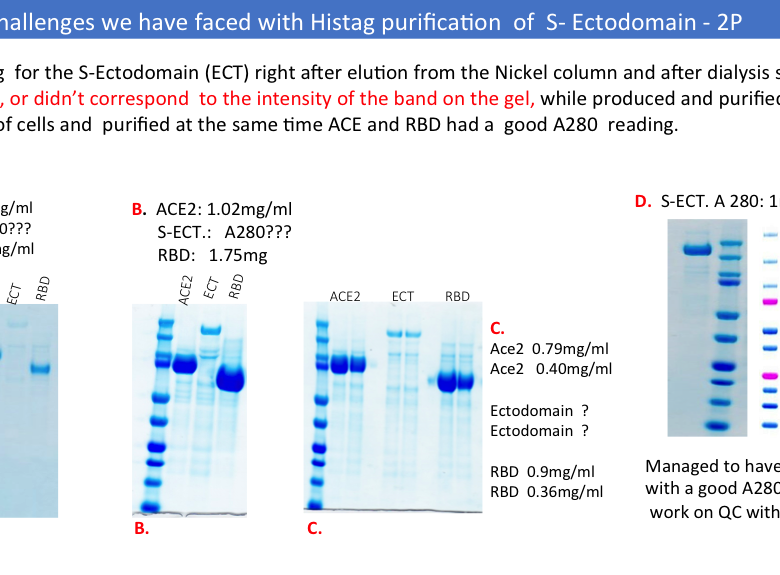 hallenges we have faced with Histag purification of S- Ectodomain - 2P
g for the S-Ectodomain (ECT) right after elution from the Nickel column and after dialysis s
, or didn't correspond to the intensity of the band on the gel, while produced and purified
of cells and purified at the same time ACE and RBD had a good A280 reading.
g/ml
0???
ng/ml
ECT RBD
B. ACE2: 1.02mg/ml
S-ECT.: A280???
RBD: 1.75mg
ACE2 ECT RBD
B.
ACE2 ECT RBD
C.
C.
Ace2 0.79mg/ml
Ace2 0.40mg/ml
Ectodomain ?
Ectodomain ?
RBD 0.9mg/ml
RBD 0.36mg/ml
D. S-ECT. A 280: 1
Managed to have
with a good A280
work on QC with